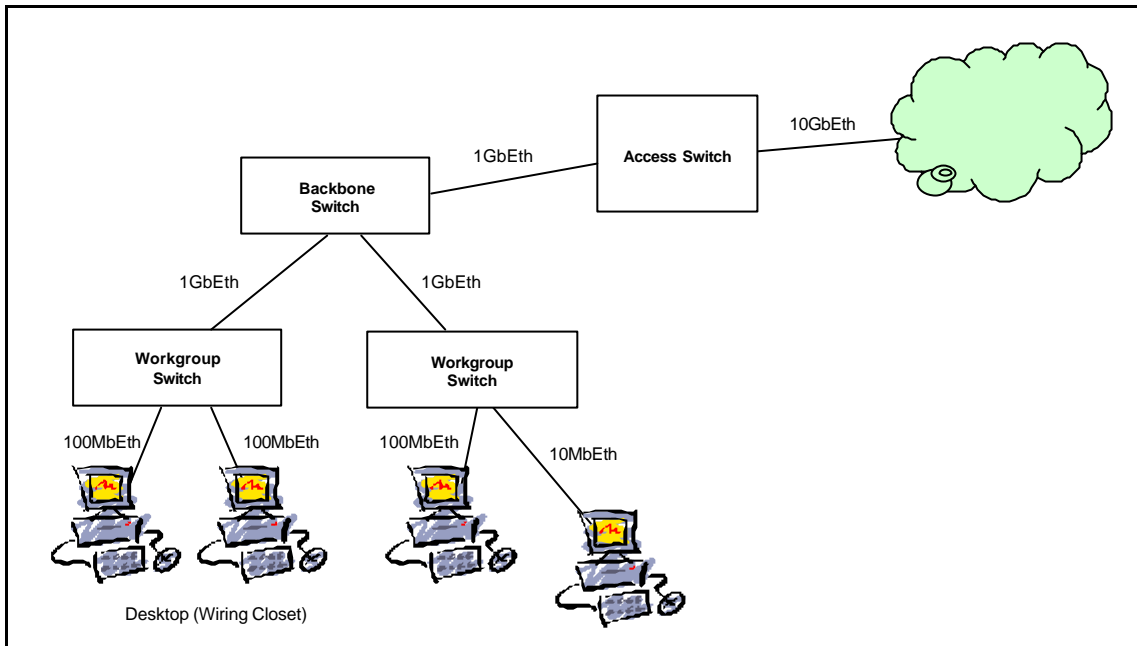 10GbEth
Access Switch
1GbEth
Backbone
Switch
1GbEth
1GbEth
Workgroup
Switch
Workgroup
Switch
100MbEth
100MbEth
100MbEth
10MbEth
Desktop (Wiring Closet)